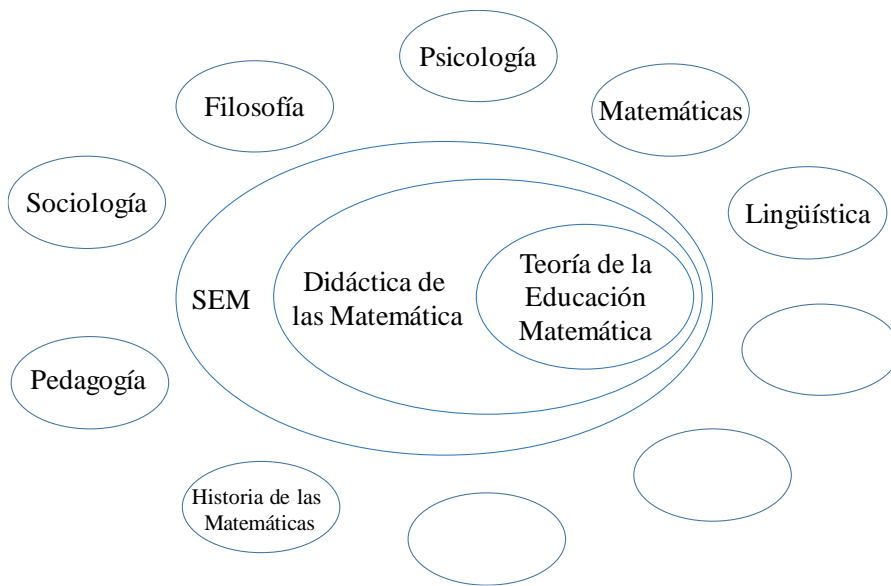 Psicología
Filosofía
Matemáticas
Sociología
Lingüística
SEM
Didáctica de
las Matemática
Teoría de la
Educación
Matemática
Pedagogía
Historia de las
Matemáticas